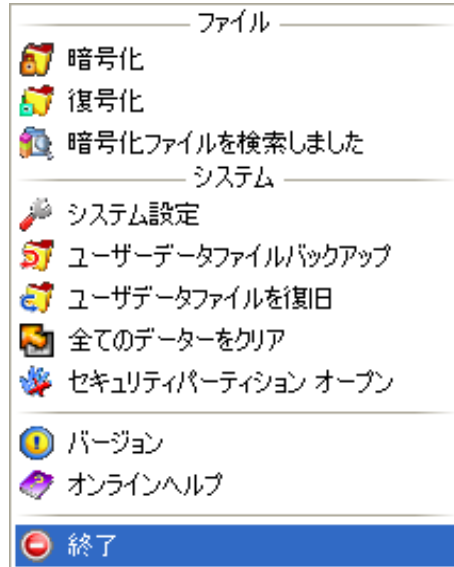 ファイル
暗号化
復号化
暗号化ファイルを検索しました
システム
システム設定
ユーザーデータファイルバックアップ
ユーザデータファイルを復旧
全てのデーターをクリア
セキュリティパーティション オープン
バージョン
オンラインヘルプ
終了